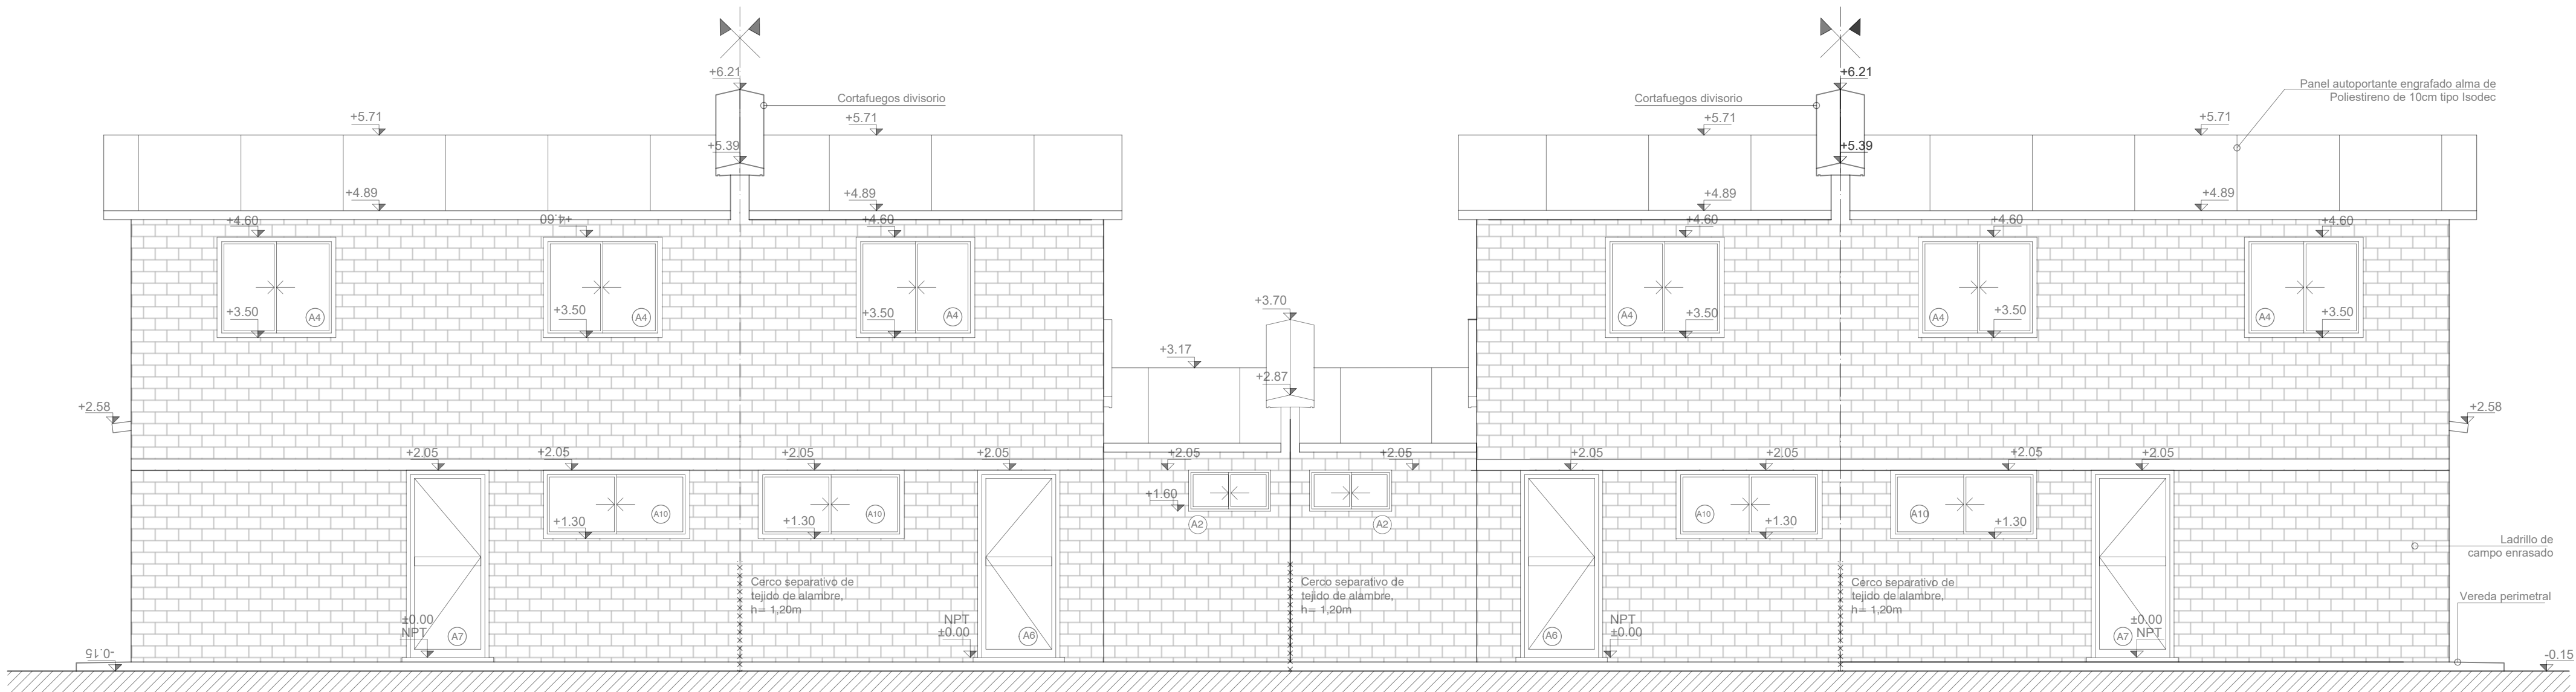 +6.21
+6.21
Cortafuegos divisorio
Cortafuegos divisorio
Panel autoportante engrafado alma de
Poliestireno de 10cm tipo Isodec
+5.71
+5.71
+5.71
+5.71
+5.39
+5.39
+4.89
+4.89
+4.89
+4.89
+4.60
+4.60
+4.60
+4.60
+4.60
+4.60
+3.50
A4
+3.50
A4
+3.50
A4
A4
+3.50
A4
+3.50
A4
+3.50
+3.70
+3.17
+2.87
+2.58
+2.58
+2.05
+2.05
+2.05
+2.05
+2.05
+2.05
+2.05
+2.05
+2.05
+2.05
+1.60
A2
A2
+1.30
A10
+1.30
A10
A10
+1.30
A10
+1.30
Ladrillo de
campo enrasado
Cerco separativo de
tejido de alambre,
h= 1,20m
Cerco separativo de
tejido de alambre,
h= 1,20m
Cerco separativo de
tejido de alambre,
h= 1,20m
Vereda perimetral
±0.00
NPT
A7
NPT
±0.00
A6
A6
NPT
±0.00
A7
±0.00
NPT
-0.15
-0.15